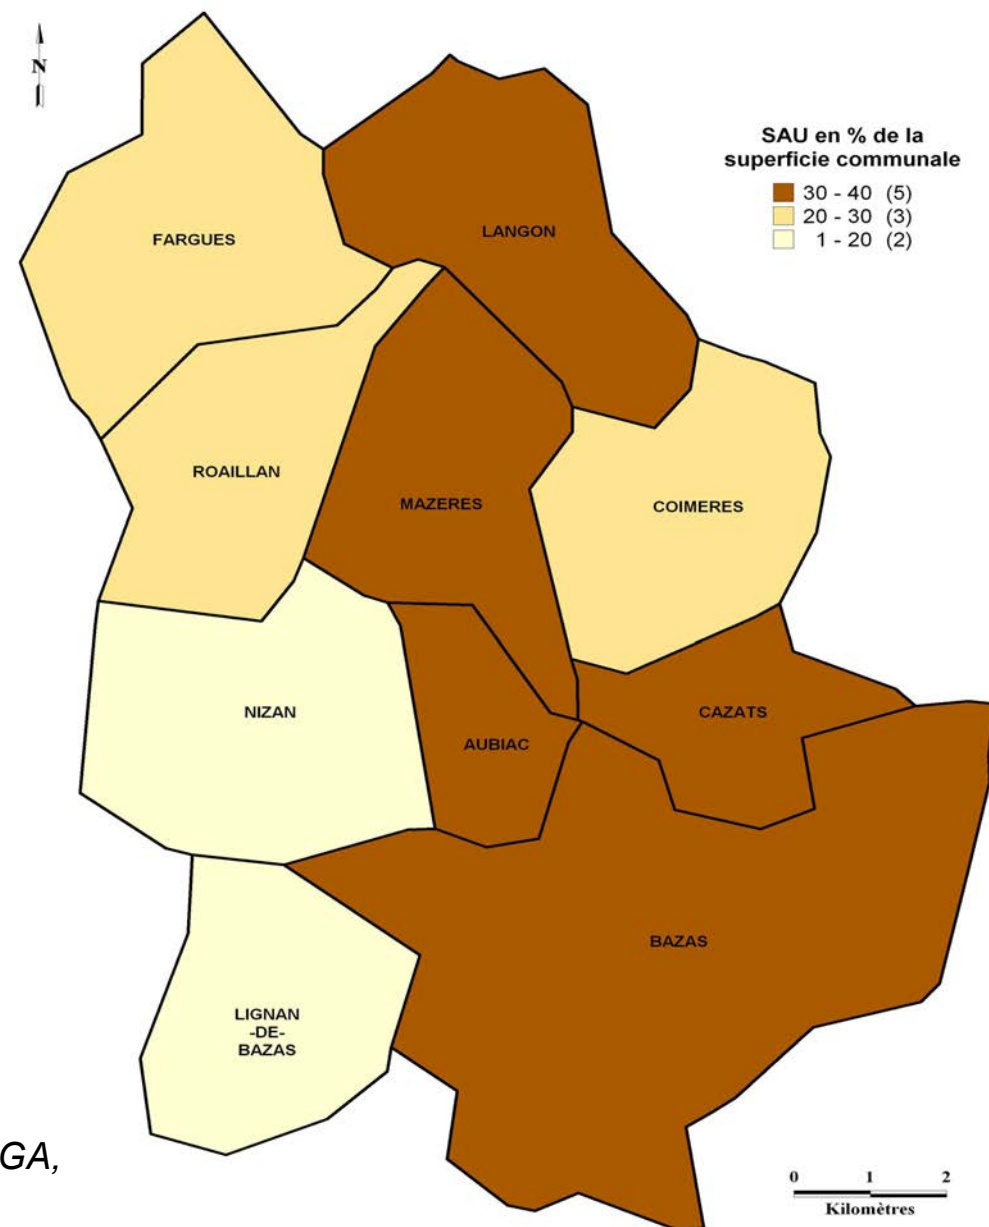 N
SAU en % de la
superficie communale
30 - 40 (5)
20 - 30 (3)
1 - 20 (2)
FARGUES
LANGON
ROAILLAN
MAZERES
COIMERES
NIZAN
AUBIAC
CAZATS
BAZAS
LIGNAN
-DE-
BAZAS
GA,
0 1 2
Kilomètres